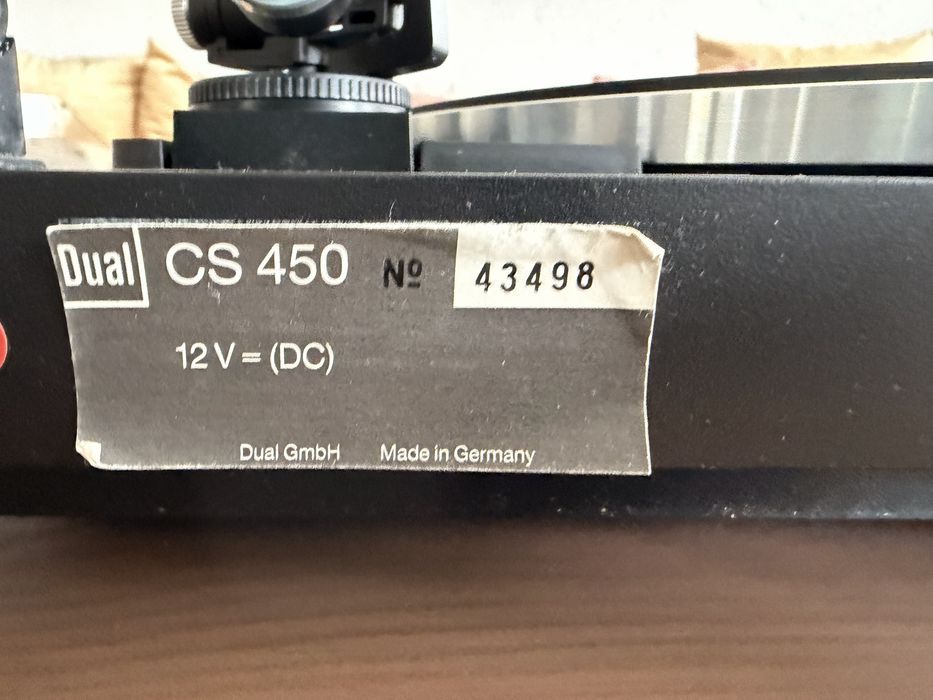 Dual CS 450 Nº 43498
12 V = (DC)
Dual GmbH Made in Germany